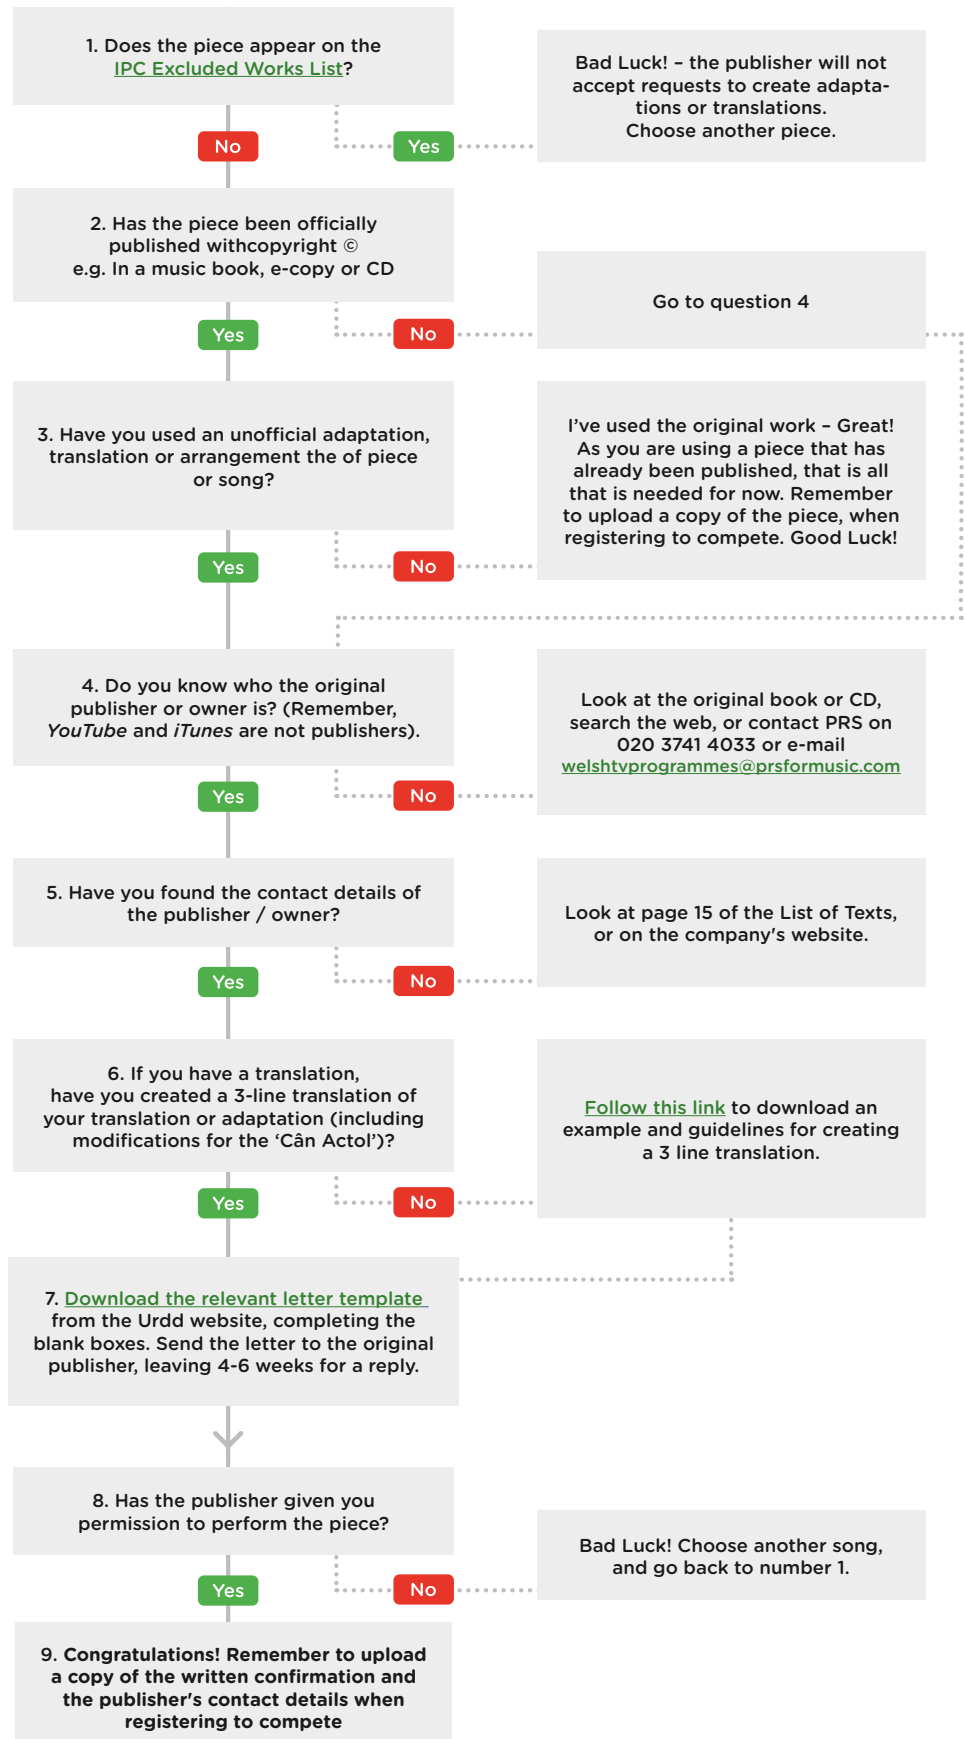 1. Does the piece appear on the
IPC Excluded Works List?
Bad Luck! – the publisher will not
accept requests to create adapta-
tions or translations.
Choose another piece.
No
Yes
2. Has the piece been officially
published withcopyright ©
e.g. In a music book, e-copy or CD
Go to question 4
Yes
No
3. Have you used an unofficial adaptation,
translation or arrangement the of piece
or song?
I’ve used the original work – Great!
As you are using a piece that has
already been published, that is all
that is needed for now. Remember
to upload a copy of the piece, when
registering to compete. Good Luck!
Yes
No
4. Do you know who the original
publisher or owner is? (Remember,
YouTube and iTunes are not publishers).
Look at the original book or CD,
search the web, or contact PRS on
020 3741 4033 or e-mail
welshtvprogrammes@prsformusic.com
Yes
No
5. Have you found the contact details of
the publisher / owner?
Look at page 15 of the List of Texts,
or on the company's website.
Yes
No
6. If you have a translation,
have you created a 3-line translation of
your translation or adaptation (including
modifications for the ‘Cân Actol’)?
Follow this link to download an
example and guidelines for creating
a 3 line translation.
Yes
No
7. Download the relevant letter template
from the Urdd website, completing the
blank boxes. Send the letter to the original
publisher, leaving 4-6 weeks for a reply.
8. Has the publisher given you
permission to perform the piece?
Bad Luck! Choose another song,
and go back to number 1.
Yes
No
9. Congratulations! Remember to upload
a copy of the written confirmation and
the publisher's contact details when
registering to compete